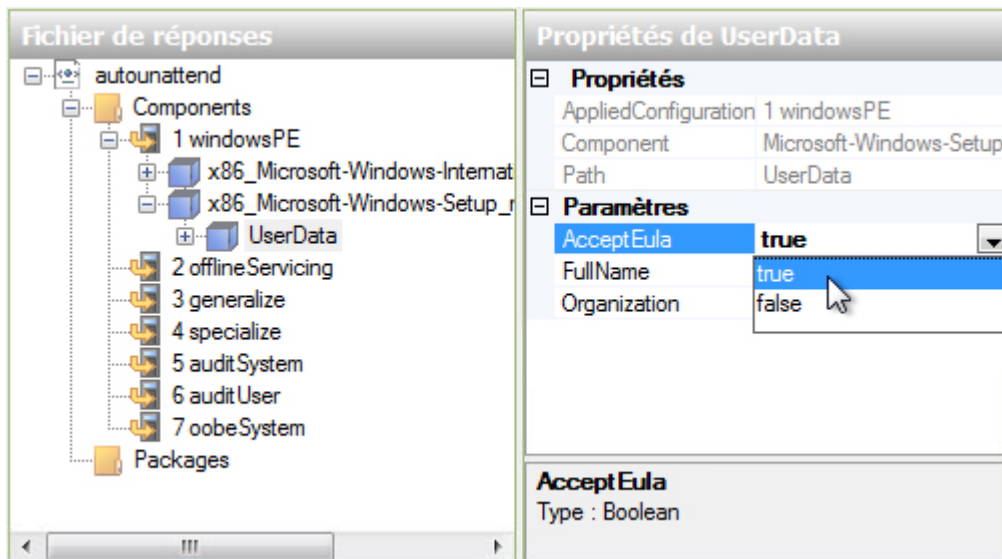 Fichier de réponses
autounattend
Components
1 windowsPE
x86_Microsoft-Windows-Internat
x86_Microsoft-Windows-Setup_r
UserData
2 offlineServicing
3 generalize
4 specialize
5 auditSystem
6 auditUser
7 oobeSystem
Packages
Propriétés de UserData
Propriétés
AppliedConfiguration 1 windowsPE
Component Microsoft-Windows-Setup
Path UserData
Paramètres
AcceptEula true
FullName true
Organization false
AcceptEula
Type : Boolean